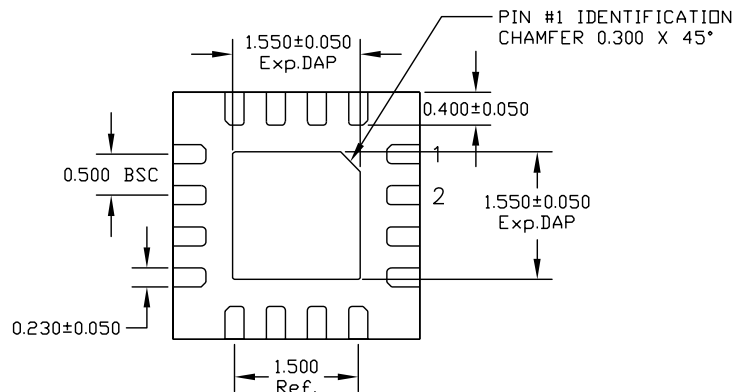 PIN #1 IDENTIFICATION
CHAMFER 0.300 X 45°
1.550±0.050
Exp.DAP
0.400±0.050
1
0.500 BSC
2
1.550±0.050
Exp.DAP
0.230±0.050
1.500
Ref.